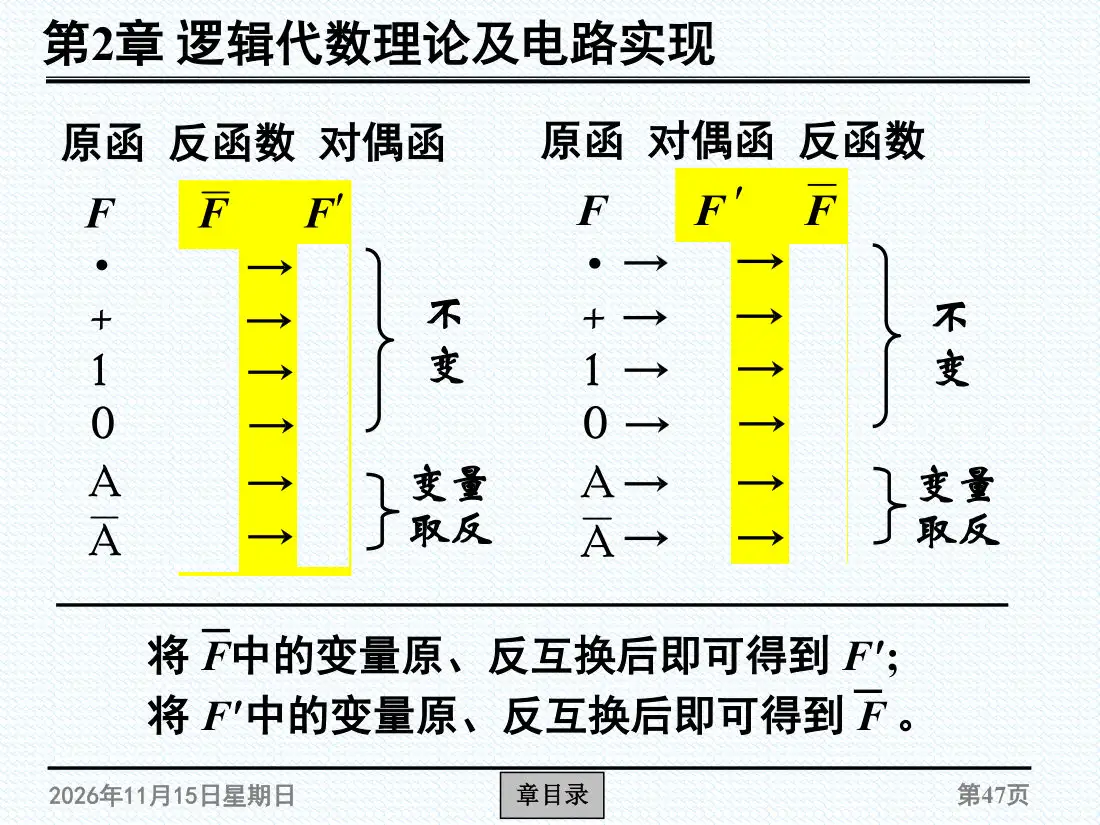 第2章 逻辑代数理论及电路实现
原函 反函数 对偶函
F F̅ F′
· →
+ →
1 →
0 →
A →
A̅ →
不
变
变量
取反
原函 对偶函 反函数
F F′ F̅
· → →
+ → →
1 → →
0 → →
A → →
A̅ → →
不
变
变量
取反
将 F̅中的变量原、反互换后即可得到 F′;
将 F′中的变量原、反互换后即可得到 F̅ 。
2026年11月15日星期日
章目录
第47页